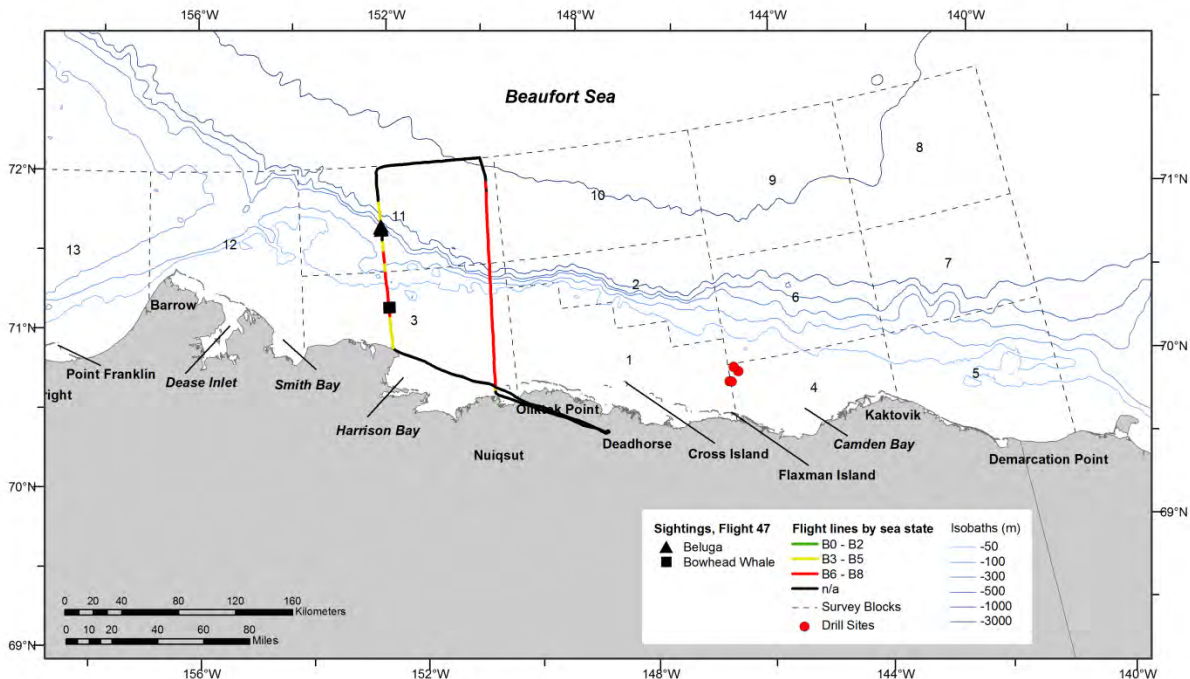 156°W 152°W 148°W 144°W 140°W
Beaufort Sea
72°N
71°N
8
9
10
11
12
13
7
2
6
3
71°N
70°N
Barrow
Point Franklin
right
Dease Inlet
Smith Bay
Harrison Bay
1
4
5
Oliktok Point
Kaktovik
Nuiqsut
Deadhorse
Cross Island
Camden Bay
Flaxman Island
Demarcation Point
70°N
69°N
Sightings, Flight 47
Beluga
Bowhead Whale
Flight lines by sea state
B0 - B2
B3 - B5
B6 - B8
n/a
Survey Blocks
Drill Sites
Isobaths (m)
-50
-100
-300
-500
-1000
-3000
0 20 40 80 120 160
Kilometers
0 10 20 40 60 80
Miles
69°N
156°W 152°W 148°W 144°W 140°W